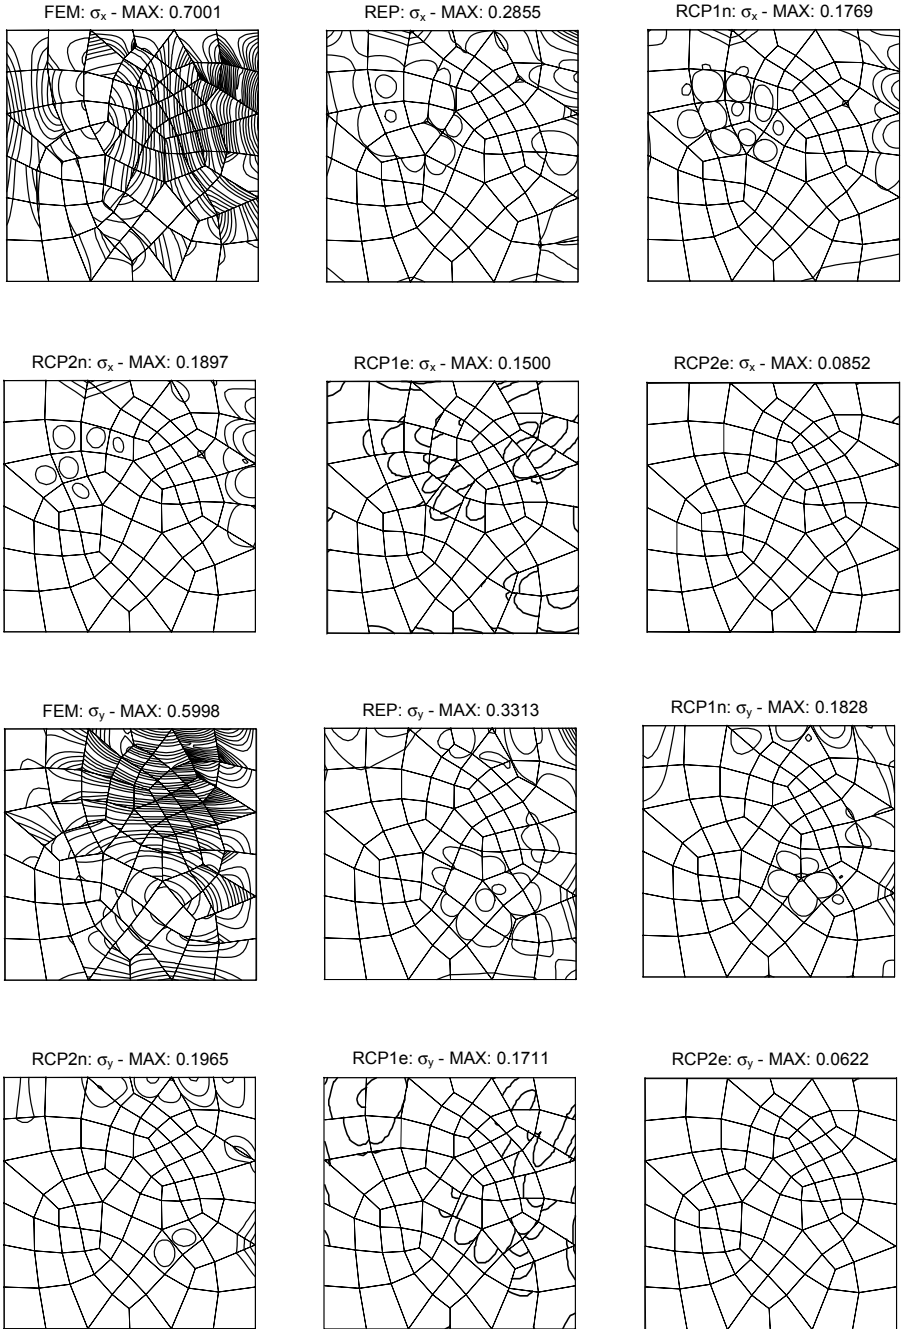 FEM: σx - MAX: 0.7001
REP: σx - MAX: 0.2855
RCP1n: σx - MAX: 0.1769
RCP2n: σx - MAX: 0.1897
RCP1e: σx - MAX: 0.1500
RCP2e: σx - MAX: 0.0852
FEM: σy - MAX: 0.5998
REP: σy - MAX: 0.3313
RCP1n: σy - MAX: 0.1828
RCP2n: σy - MAX: 0.1965
RCP1e: σy - MAX: 0.1711
RCP2e: σy - MAX: 0.0622